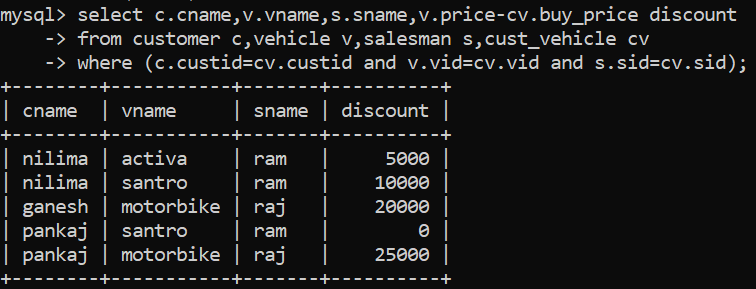 mysql> select c.cname,v.vname,s.sname,v.price-cv.buy_price discount
    -> from customer c,vehicle v,salesman s,cust_vehicle cv
    -> where (c.custid=cv.custid and v.vid=cv.vid and s.sid=cv.sid);
+--------+-----------+-------+----------+
| cname  | vname     | sname | discount |
+--------+-----------+-------+----------+
| nilima | activa    | ram   |     5000 |
| nilima | santro    | ram   |    10000 |
| ganesh | motorbike | raj   |    20000 |
| pankaj | santro    | ram   |        0 |
| pankaj | motorbike | raj   |    25000 |
+--------+-----------+-------+----------+